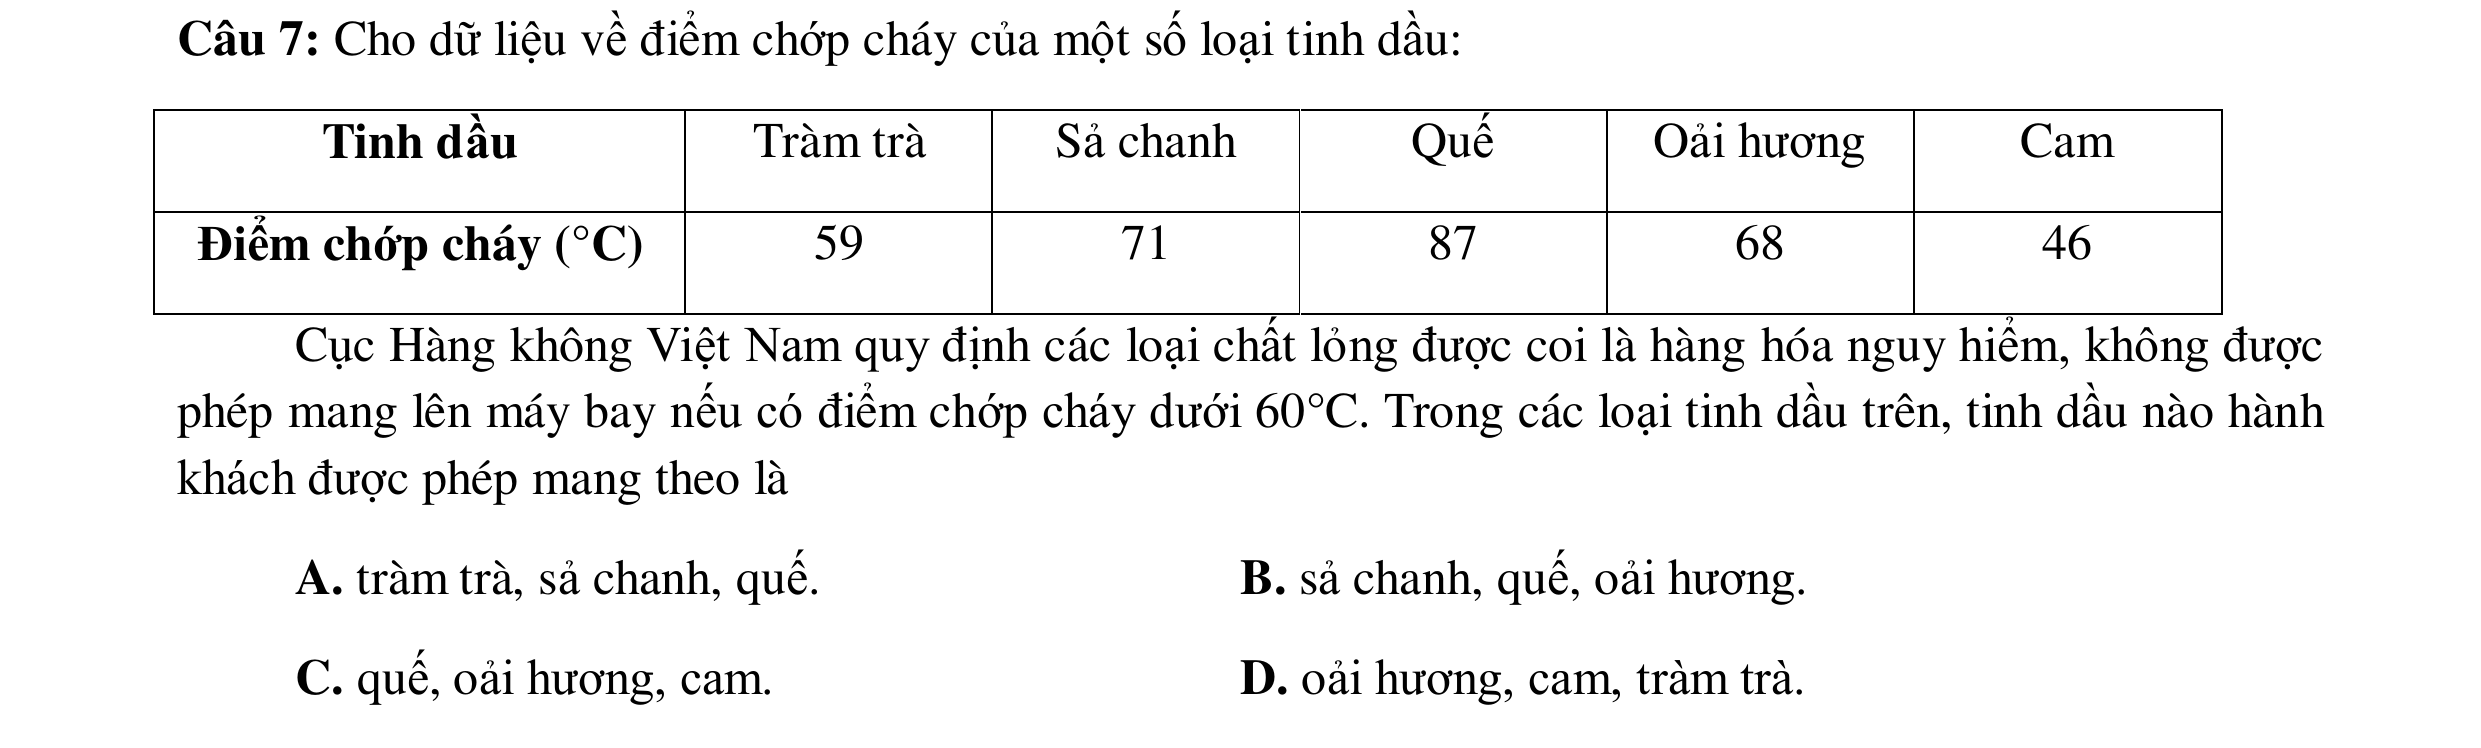 Câu 7: Cho dữ liệu về điểm chớp cháy của một số loại tinh dầu:
Tinh dầu Tràm trà Sả chanh Quế Oải hương Cam
Điểm chớp cháy (°C) 59 71 87 68 46
Cục Hàng không Việt Nam quy định các loại chất lỏng được coi là hàng hóa nguy hiểm, không được
phép mang lên máy bay nếu có điểm chớp cháy dưới 60°C. Trong các loại tinh dầu trên, tinh dầu nào hành
khách được phép mang theo là
A. tràm trà, sả chanh, quế. B. sả chanh, quế, oải hương.
C. quế, oải hương, cam. D. oải hương, cam, tràm trà.